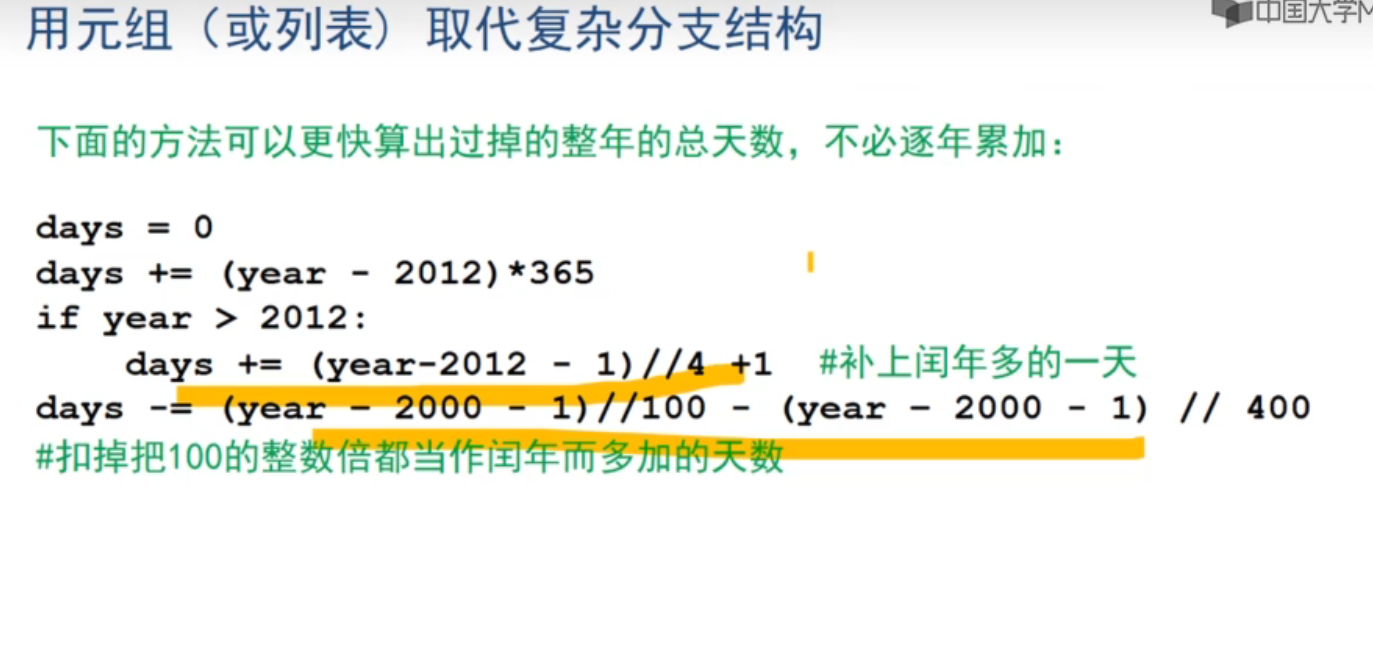 用元组（或列表）取代复杂分支结构
中国大学M
下面的方法可以更快算出过掉的整年的总天数，不必逐年累加：
days = 0
days += (year - 2012)*365
if year > 2012:
    days += (year-2012 - 1)//4 +1  #补上闰年多的一天
days -= (year - 2000 - 1)//100 - (year - 2000 - 1) // 400
#扣掉把100的整数倍都当作闰年而多加的天数